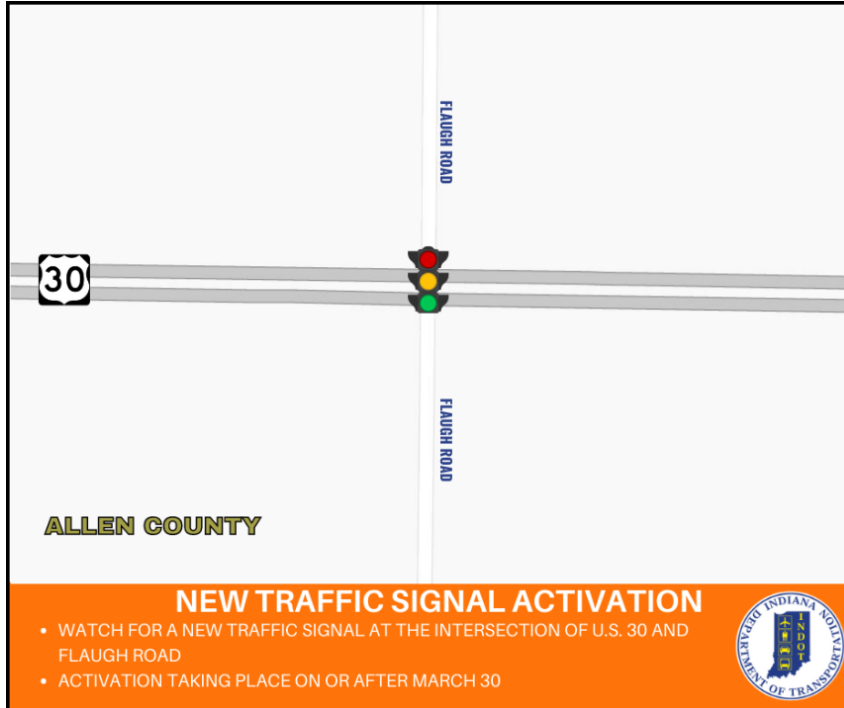 FLAUGH ROAD
30
FLAUGH ROAD
ALLEN COUNTY
NEW TRAFFIC SIGNAL ACTIVATION
• WATCH FOR A NEW TRAFFIC SIGNAL AT THE INTERSECTION OF U.S. 30 AND
FLAUGH ROAD
• ACTIVATION TAKING PLACE ON OR AFTER MARCH 30
INDIANA
DEPARTMENT OF TRANSPORTATION
INDOT